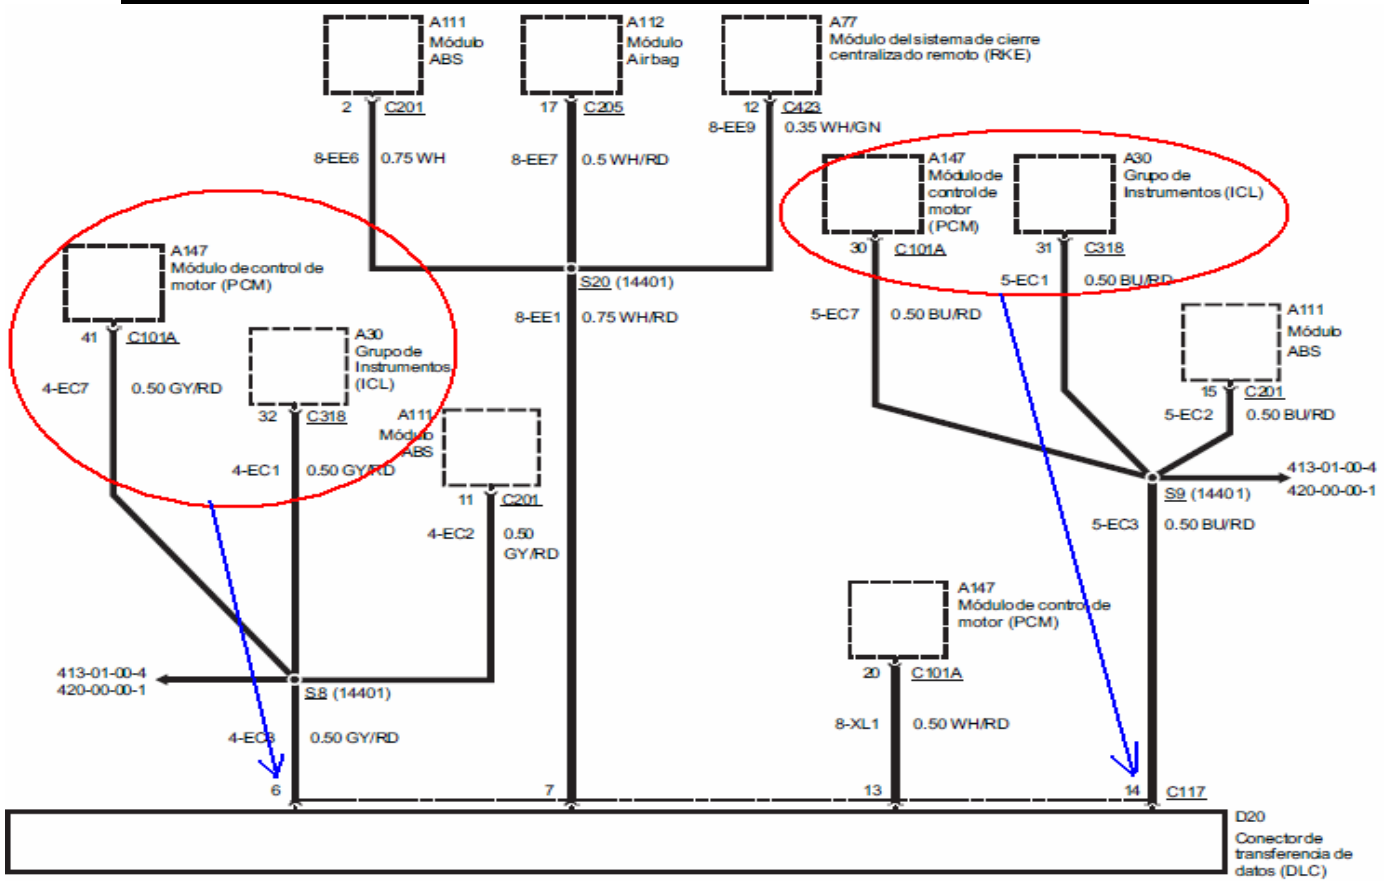 A111
Módulo
ABS
2 C201
8-EE6 0.75 WH
A112
Módulo
Airbag
17 C205
8-EE7 0.5 WH/RD
A77
Módulo del sistema de cierre
centralizado remoto (RKE)
12 C423
8-EE9 0.35 WH/GN
S20 (14401)
8-EE1 0.75 WH/RD
A147
Módulo de
control de
motor
(PCM)
30 C101A
5-EC7 0.50 BU/RD
A30
Grupo de
Instrumentos (ICL)
31 C318
5-EC1 0.50 BU/RD
A111
Módulo
ABS
15 C201
5-EC2 0.50 BU/RD
413-01-00-4
420-00-00-1
S9 (14401)
5-EC3 0.50 BU/RD
A147
Módulo de control de
motor (PCM)
41 C101A
4-EC7 0.50 GY/RD
A30
Grupo de
Instrumentos
(ICL)
32 C318
4-EC1 0.50 GY/RD
A111
Módulo
ABS
11 C201
4-EC2 0.50
GY/RD
413-01-00-4
420-00-00-1
S8 (14401)
4-EC3 0.50 GY/RD
A147
Módulo de control de
motor (PCM)
20 C101A
8-XL1 0.50 WH/RD
6 7 13 14 C117
D20
Conector de
transferencia de
datos (DLC)